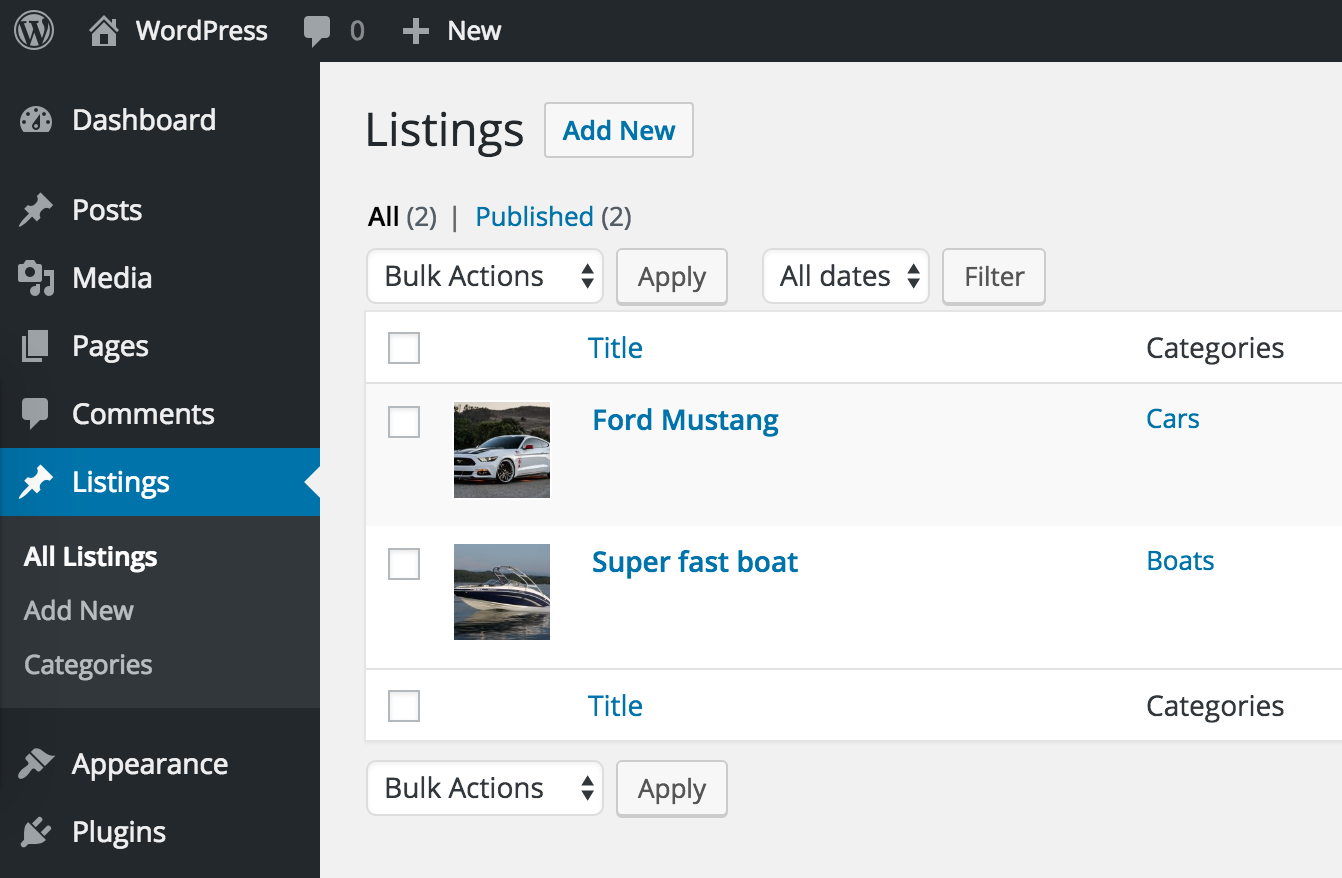 WordPress 0 New
Dashboard
Posts
Media
Pages
Comments
Listings
All Listings
Add New
Categories
Appearance
Plugins
Listings Add New
All (2) | Published (2)
Bulk Actions Apply All dates Filter
Title Categories
Ford Mustang Cars
Super fast boat Boats
Title Categories
Bulk Actions Apply